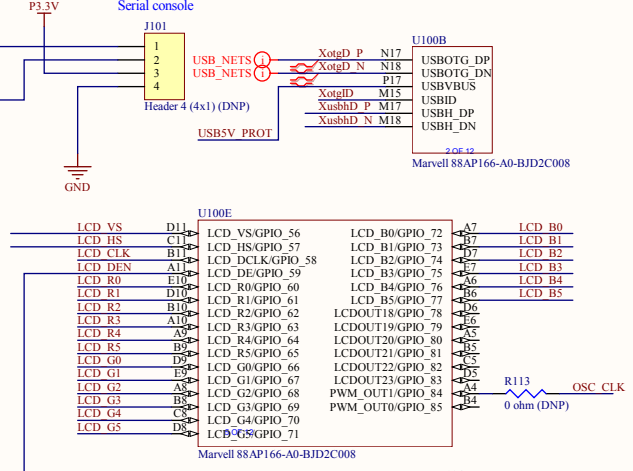 P3.3V
Serial console
J101
1
2
3
4
Header 4 (4x1) (DNP)
GND
USB_NETS
USB_NETS
i
i
USB5V_PROT
U100B
XotgD_P N17 USBOTG_DP
XotgD_N N18 USBOTG_DN
P17 USBVBUS
XotgID M15 USBID
XusbhD_P M17 USBH_DP
XusbhD_N M18 USBH_DN
2 OF 12
Marvell 88AP166-A0-BJD2C008
U100E
LCD_VS D11 LCD_VS/GPIO_56 LCD_B0/GPIO_72 A7 LCD_B0
LCD_HS C11 LCD_HS/GPIO_57 LCD_B1/GPIO_73 B7 LCD_B1
LCD_CLK B11 LCD_DCLK/GPIO_58 LCD_B2/GPIO_74 D7 LCD_B2
LCD_DEN A11 LCD_DE/GPIO_59 LCD_B3/GPIO_75 E7 LCD_B3
LCD_R0 E10 LCD_R0/GPIO_60 LCD_B4/GPIO_76 A6 LCD_B4
LCD_R1 D10 LCD_R1/GPIO_61 LCD_B5/GPIO_77 B6 LCD_B5
LCD_R2 B10 LCD_R2/GPIO_62 LCDOUT18/GPIO_78 D6
LCD_R3 A10 LCD_R3/GPIO_63 LCDOUT19/GPIO_79 E6
LCD_R4 A9 LCD_R4/GPIO_64 LCDOUT20/GPIO_80 A5
LCD_R5 B9 LCD_R5/GPIO_65 LCDOUT21/GPIO_81 B5
LCD_G0 D9 LCD_G0/GPIO_66 LCDOUT22/GPIO_82 C5
LCD_G1 E9 LCD_G1/GPIO_67 LCDOUT23/GPIO_83 D5
LCD_G2 A8 LCD_G2/GPIO_68 PWM_OUT1/GPIO_84 A4
LCD_G3 B8 LCD_G3/GPIO_69 PWM_OUT0/GPIO_85 B4
LCD_G4 C8 LCD_G4/GPIO_70
LCD_G5 D8 LCD_G5/GPIO_71
Marvell 88AP166-A0-BJD2C008
R113
OSC_CLK
0 ohm (DNP)